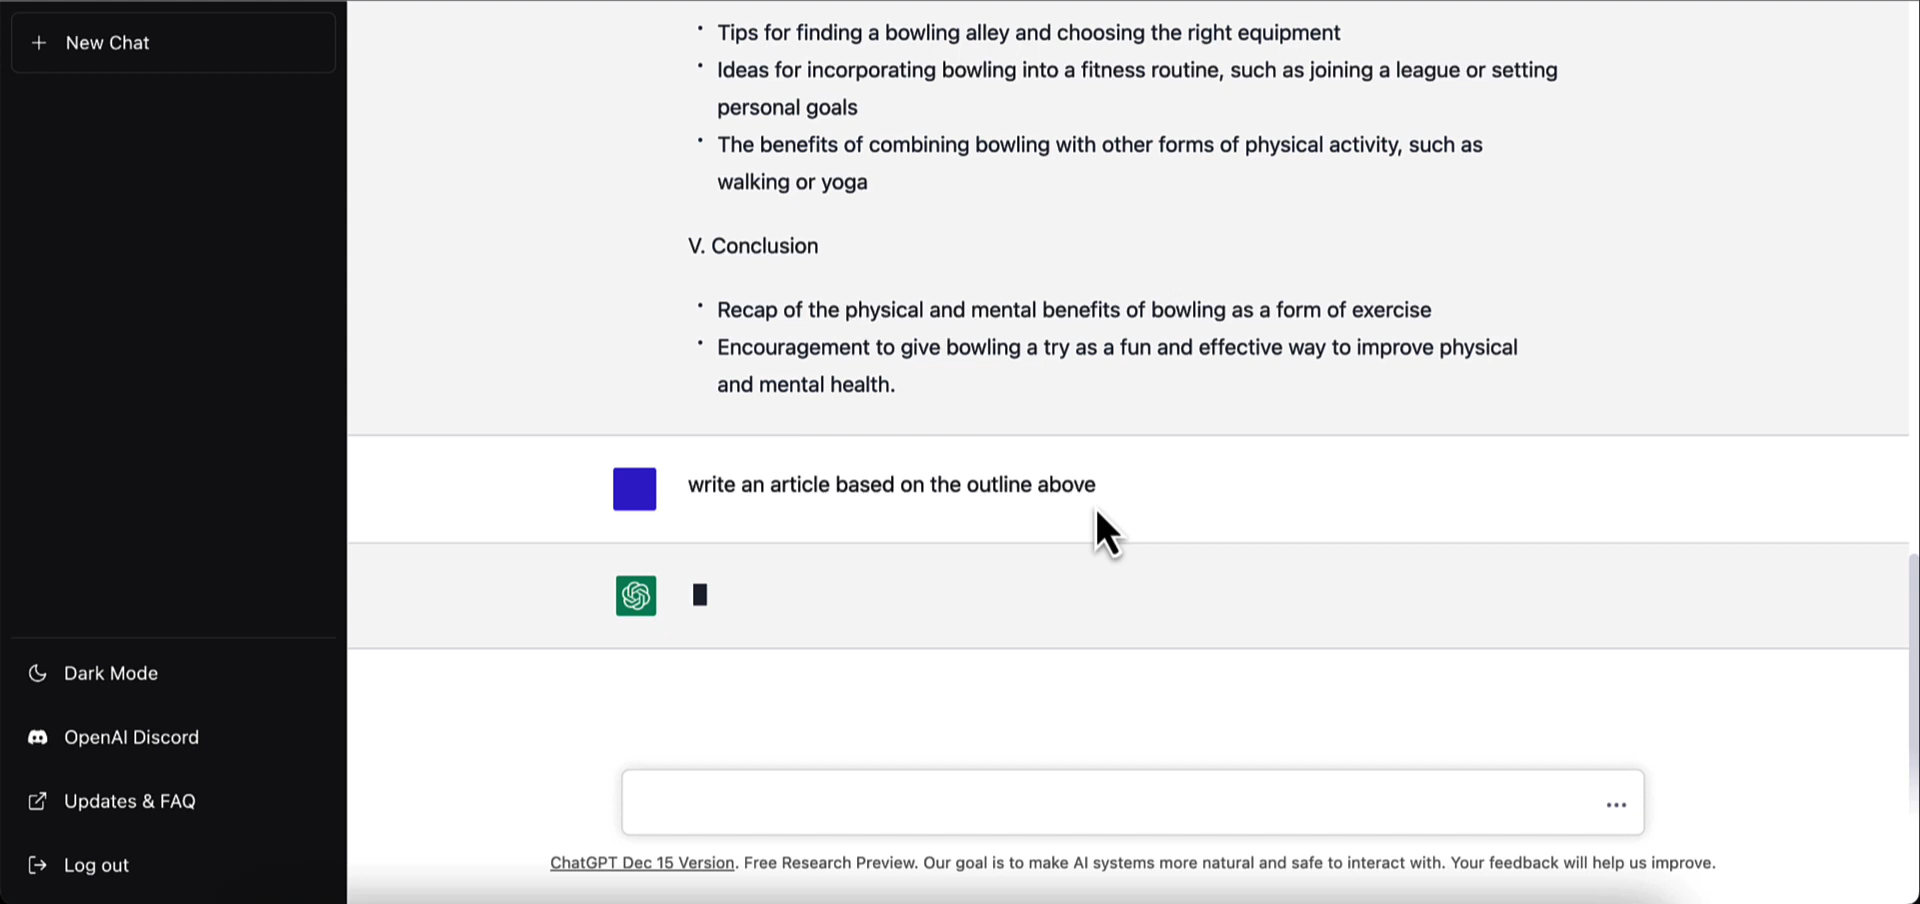 New Chat
• Tips for finding a bowling alley and choosing the right equipment
• Ideas for incorporating bowling into a fitness routine, such as joining a league or setting
personal goals
• The benefits of combining bowling with other forms of physical activity, such as
walking or yoga
V. Conclusion
• Recap of the physical and mental benefits of bowling as a form of exercise
• Encouragement to give bowling a try as a fun and effective way to improve physical
and mental health.
write an article based on the outline above
Dark Mode
OpenAI Discord
Updates & FAQ
Log out
ChatGPT Dec 15 Version. Free Research Preview. Our goal is to make AI systems more natural and safe to interact with. Your feedback will help us improve.